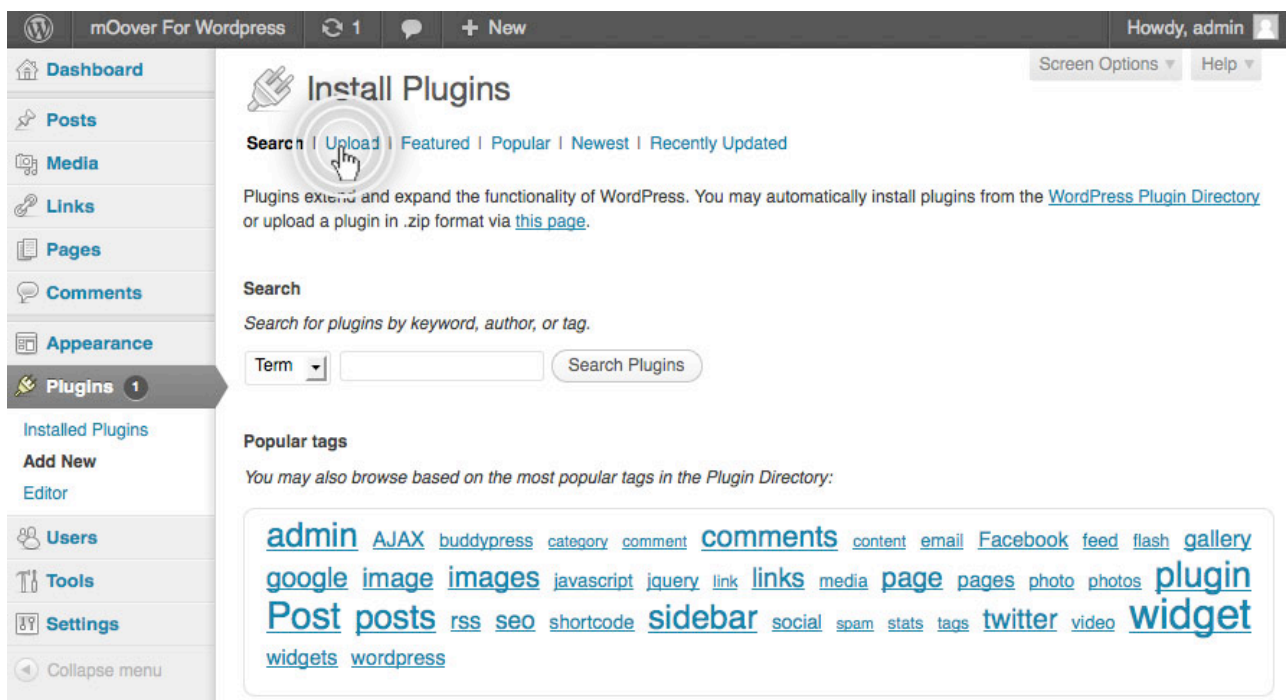 mOover For Wordpress 1 + New Howdy, admin
Screen Options Help
Dashboard
Posts
Media
Links
Pages
Comments
Appearance
Plugins 1
Installed Plugins
Add New
Editor
Users
Tools
Settings
Collapse menu
Install Plugins
Search | Upload | Featured | Popular | Newest | Recently Updated
Plugins extend and expand the functionality of WordPress. You may automatically install plugins from the WordPress Plugin Directory
or upload a plugin in .zip format via this page.
Search
Search for plugins by keyword, author, or tag.
Term Search Plugins
Popular tags
You may also browse based on the most popular tags in the Plugin Directory:
admin AJAX buddypress category comment comments content email Facebook feed flash gallery
google image images javascript jquery link links media page pages photo photos plugin
Post posts rss seo shortcode sidebar social spam stats tags twitter video widget
widgets wordpress